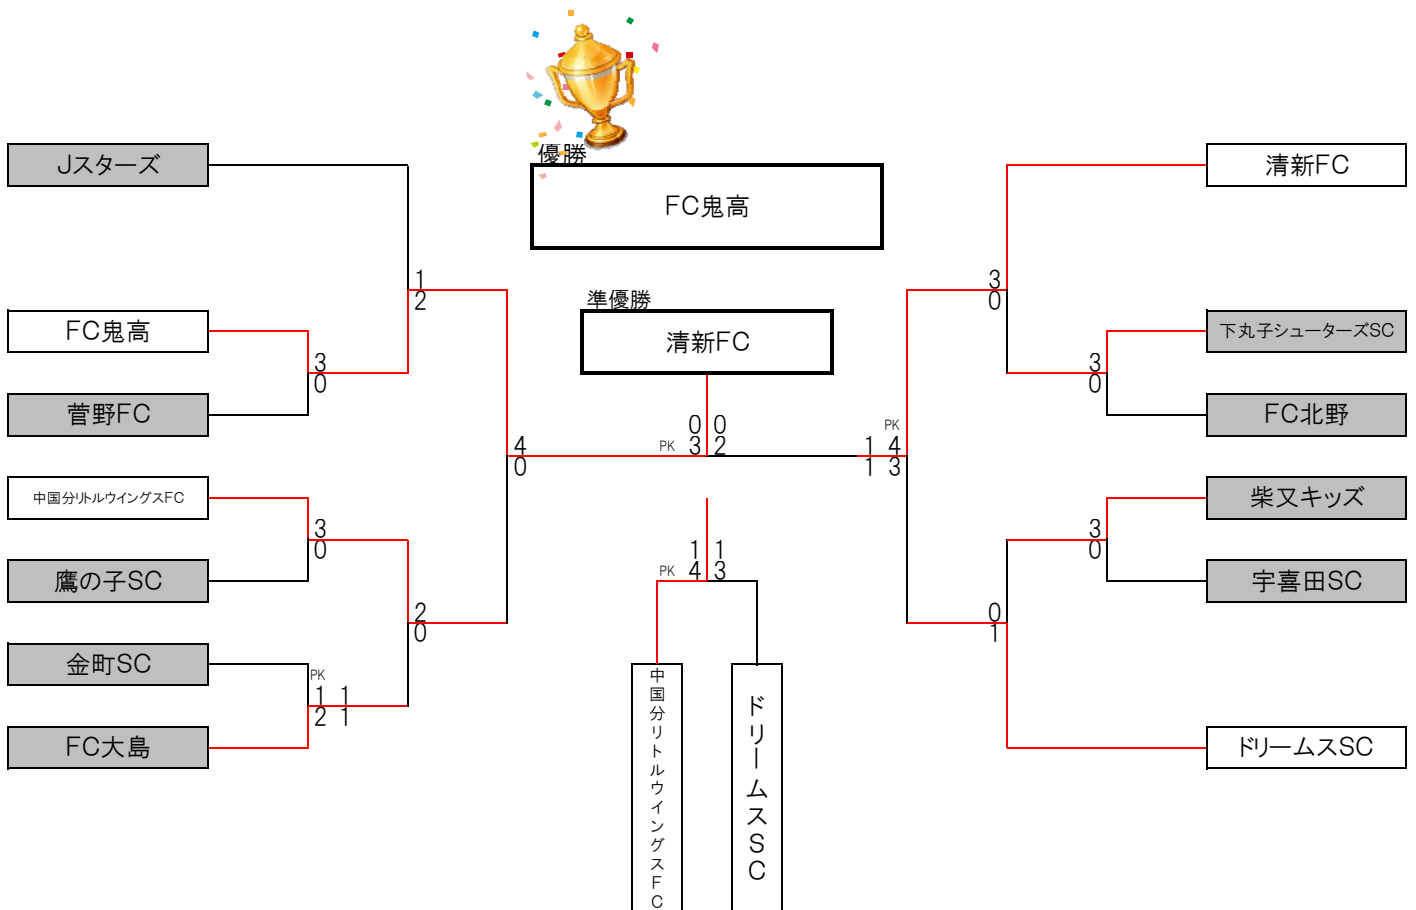 優勝
Jスターズ
清新FC
FC鬼高
1
2
3
0
準優勝
FC鬼高
清新FC
下丸子シューターズSC
3
0
3
0
菅野FC
FC北野
0 0
PK 3 2
PK
4
0
1 4
1 3
中国分リトルウイングスFC
柴又キッズ
3
0
3
0
鷹の子SC
宇喜田SC
1 1
PK 4 3
2
0
0
1
金町SC
PK
1 1
2 1
FC大島
ドリームスSC
中国分リトルウイングスFC
ドリームスSC